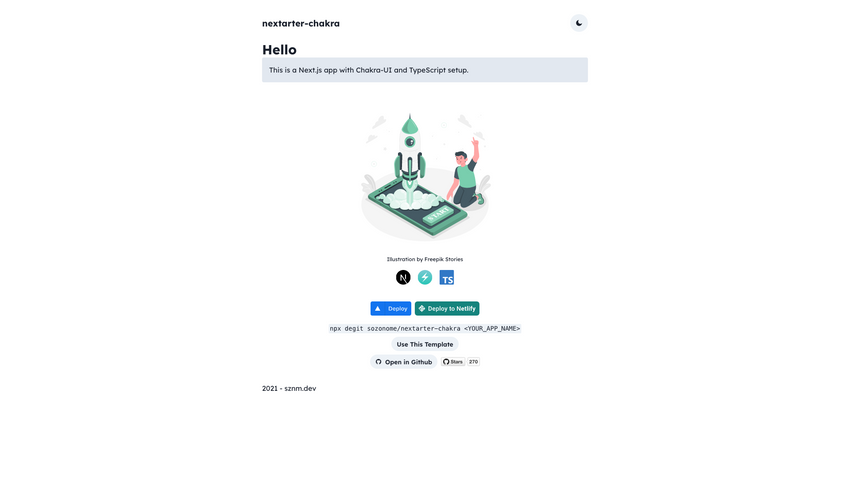 nextarter-chakra
Hello
This is a Next.js app with Chakra-UI and TypeScript setup.
START
Illustration by Freepik Stories
N
TS
Deploy
Deploy to Netlify
npx degit sozonome/nextarter-chakra <YOUR_APP_NAME>
Use This Template
Open in Github
Stars 270
2021 - sznm.dev